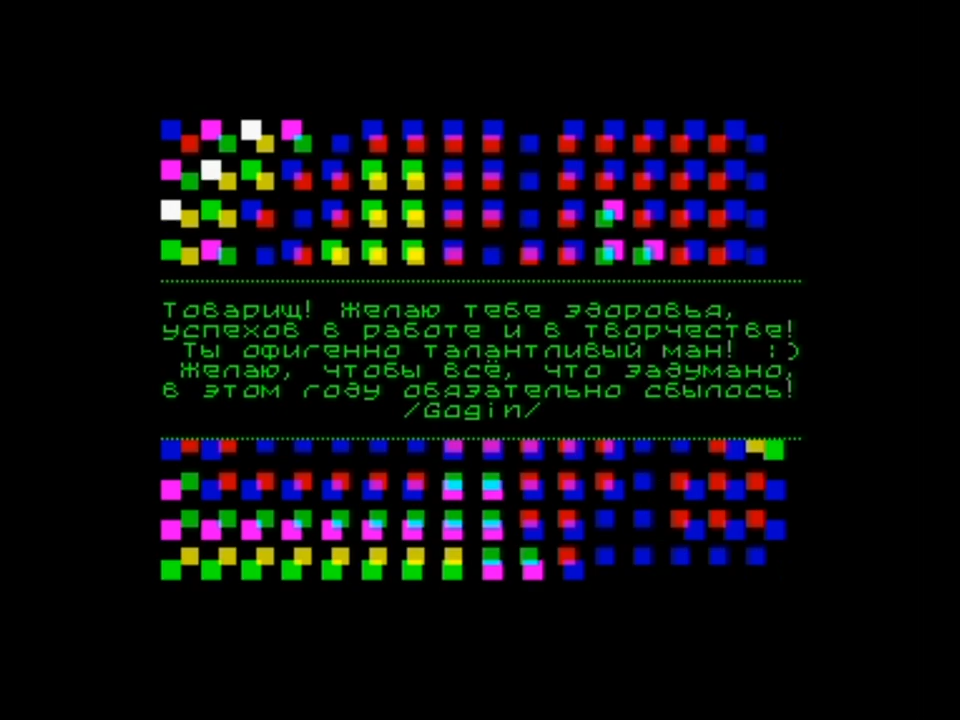 Товарищ! Желаю тебе здоровья,
успехов в работе и в творчестве!
Ты офигенно талантливый ман! :)
Желаю, чтобы всё, что задумано,
в этом году обязательно сбылось!
/Gogin/